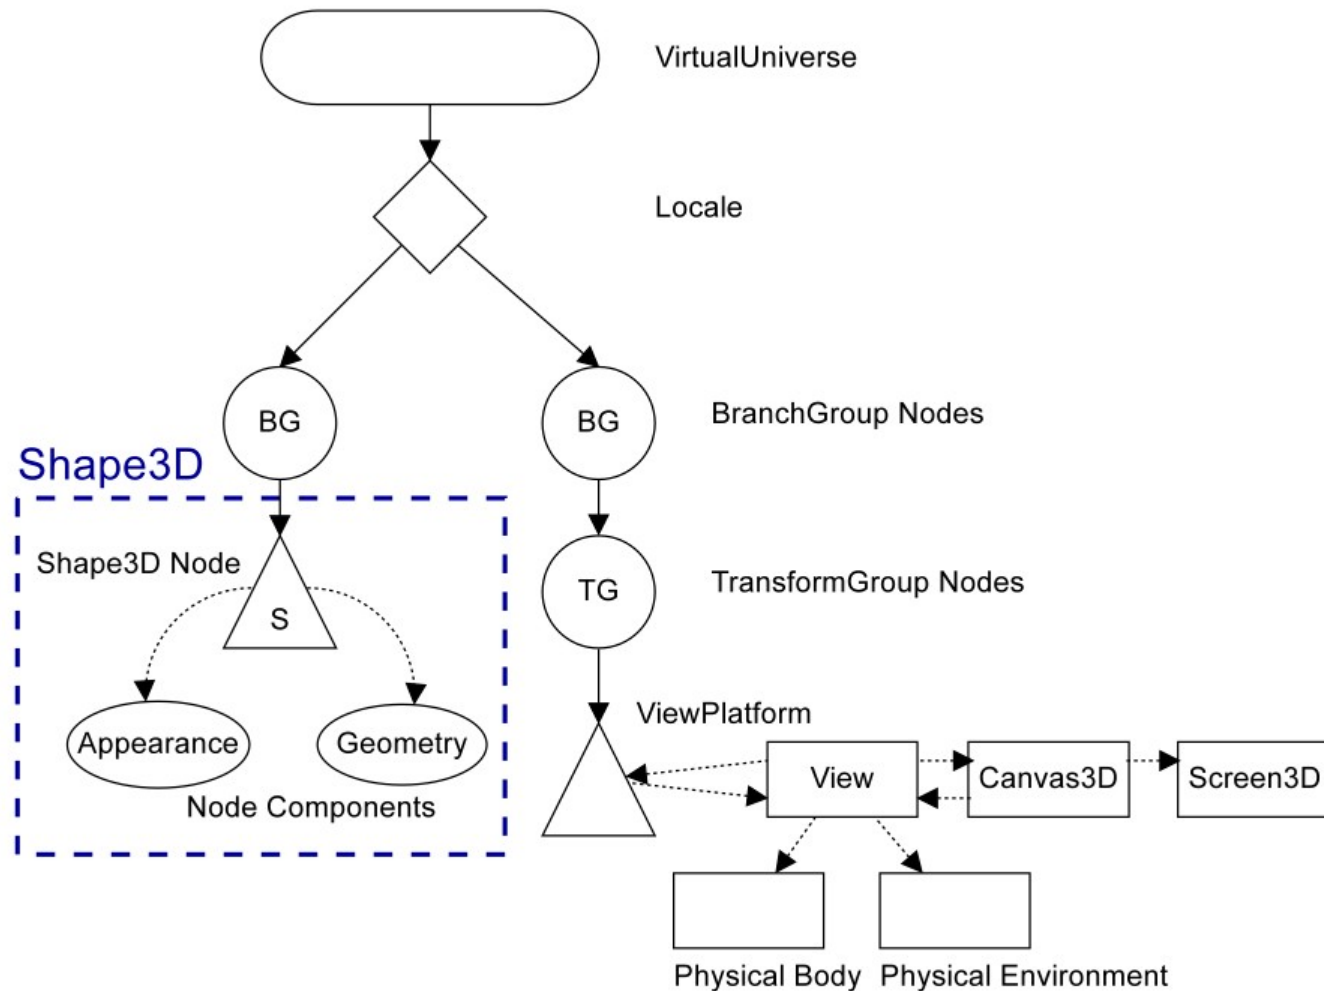 VirtualUniverse
Locale
BG
BG
BranchGroup Nodes
Shape3D
Shape3D Node
S
TG
TransformGroup Nodes
Appearance
Geometry
Node Components
ViewPlatform
View
Canvas3D
Screen3D
Physical Body
Physical Environment